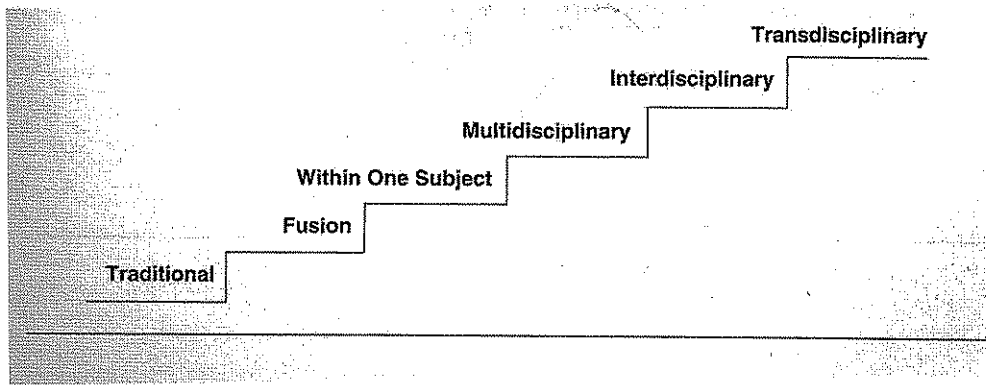 Transdisciplinary
Interdisciplinary
Multidisciplinary
Within One Subject
Fusion
Traditional